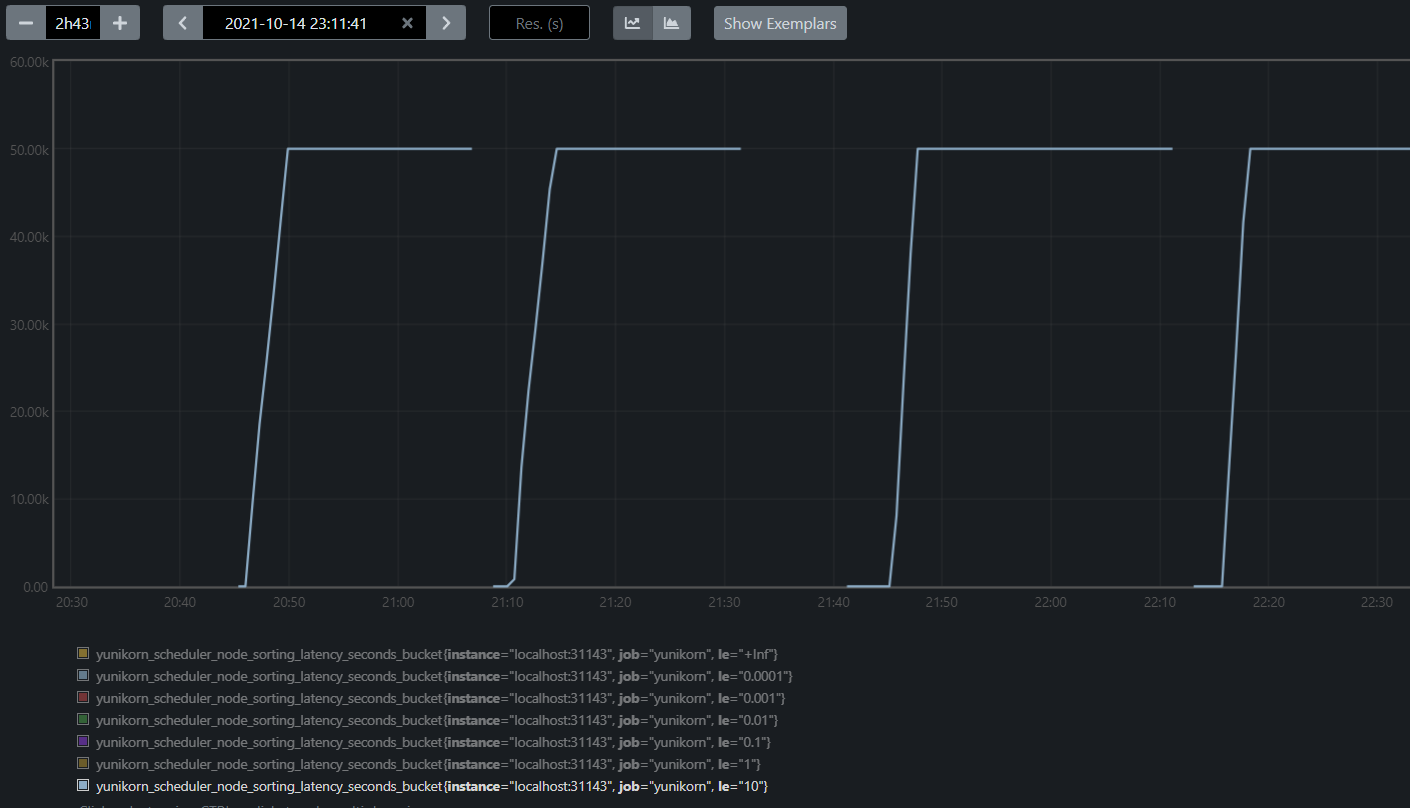 2h43
2021-10-14 23:11:41
Res. (s)
Show Exemplars
60.00k
50.00k
40.00k
30.00k
20.00k
10.00k
0.00
20:30 20:40 20:50 21:00 21:10 21:20 21:30 21:40 21:50 22:00 22:10 22:20 22:30
yunikorn_scheduler_node_sorting_latency_seconds_bucket{instance="localhost:31143", job="yunikorn", le="+Inf"}
yunikorn_scheduler_node_sorting_latency_seconds_bucket{instance="localhost:31143", job="yunikorn", le="0.0001"}
yunikorn_scheduler_node_sorting_latency_seconds_bucket{instance="localhost:31143", job="yunikorn", le="0.001"}
yunikorn_scheduler_node_sorting_latency_seconds_bucket{instance="localhost:31143", job="yunikorn", le="0.01"}
yunikorn_scheduler_node_sorting_latency_seconds_bucket{instance="localhost:31143", job="yunikorn", le="0.1"}
yunikorn_scheduler_node_sorting_latency_seconds_bucket{instance="localhost:31143", job="yunikorn", le="1"}
yunikorn_scheduler_node_sorting_latency_seconds_bucket{instance="localhost:31143", job="yunikorn", le="10"}